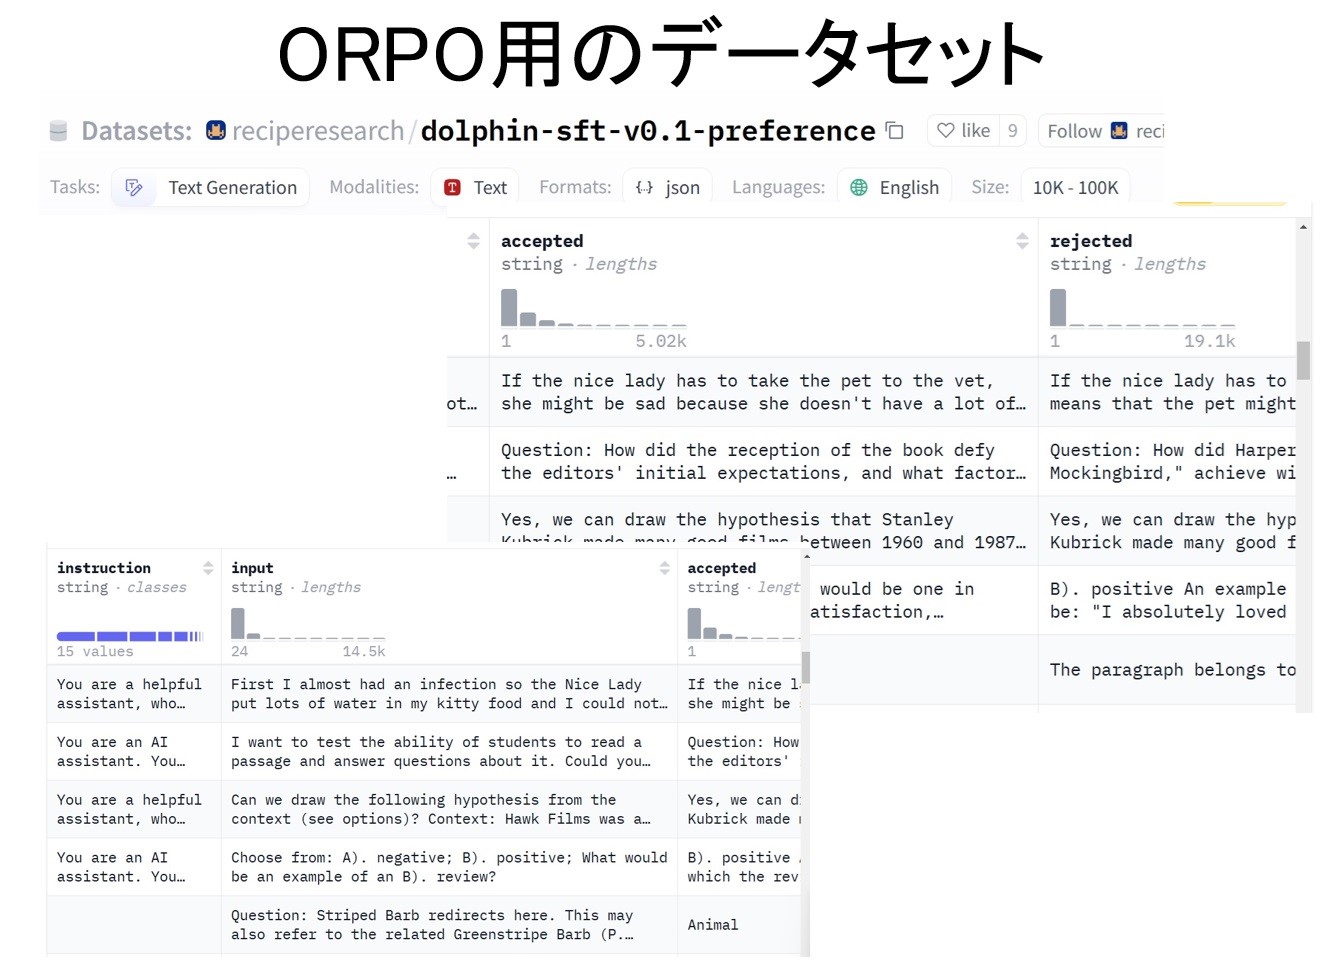 ORPO用のデータセット
Datasets: reciperesearch/dolphin-sft-v0.1-preference like 9 Follow reci
Tasks: Text Generation Modalities: Text Formats: json Languages: English Size: 10K - 100K
accepted
string · lengths
1 5.02k
rejected
string · lengths
1 19.1k
ot…
If the nice lady has to take the pet to the vet,
she might be sad because she doesn't have a lot of…
If the nice lady has to
means that the pet might
…
Question: How did the reception of the book defy
the editors' initial expectations, and what factor…
Question: How did Harper
Mockingbird," achieve wi
Yes, we can draw the hypothesis that Stanley
Kubrick made many good films between 1960 and 1987…
Yes, we can draw the hyp
Kubrick made many good f
would be one in
atisfaction,…
B). positive An example
be: "I absolutely loved
The paragraph belongs to
instruction
string · classes
15 values
input
string · lengths
24 14.5k
accepted
string · lengt
1
You are a helpful
assistant, who…
First I almost had an infection so the Nice Lady
put lots of water in my kitty food and I could not…
If the nice l
she might be
You are an AI
assistant. You…
I want to test the ability of students to read a
passage and answer questions about it. Could you…
Question: How
the editors'
You are a helpful
assistant, who…
Can we draw the following hypothesis from the
context (see options)? Context: Hawk Films was a…
Yes, we can d
Kubrick made
You are an AI
assistant. You…
Choose from: A). negative; B). positive; What would
be an example of an B). review?
B). positive
which the rev
Question: Striped Barb redirects here. This may
also refer to the related Greenstripe Barb (P.…
Animal